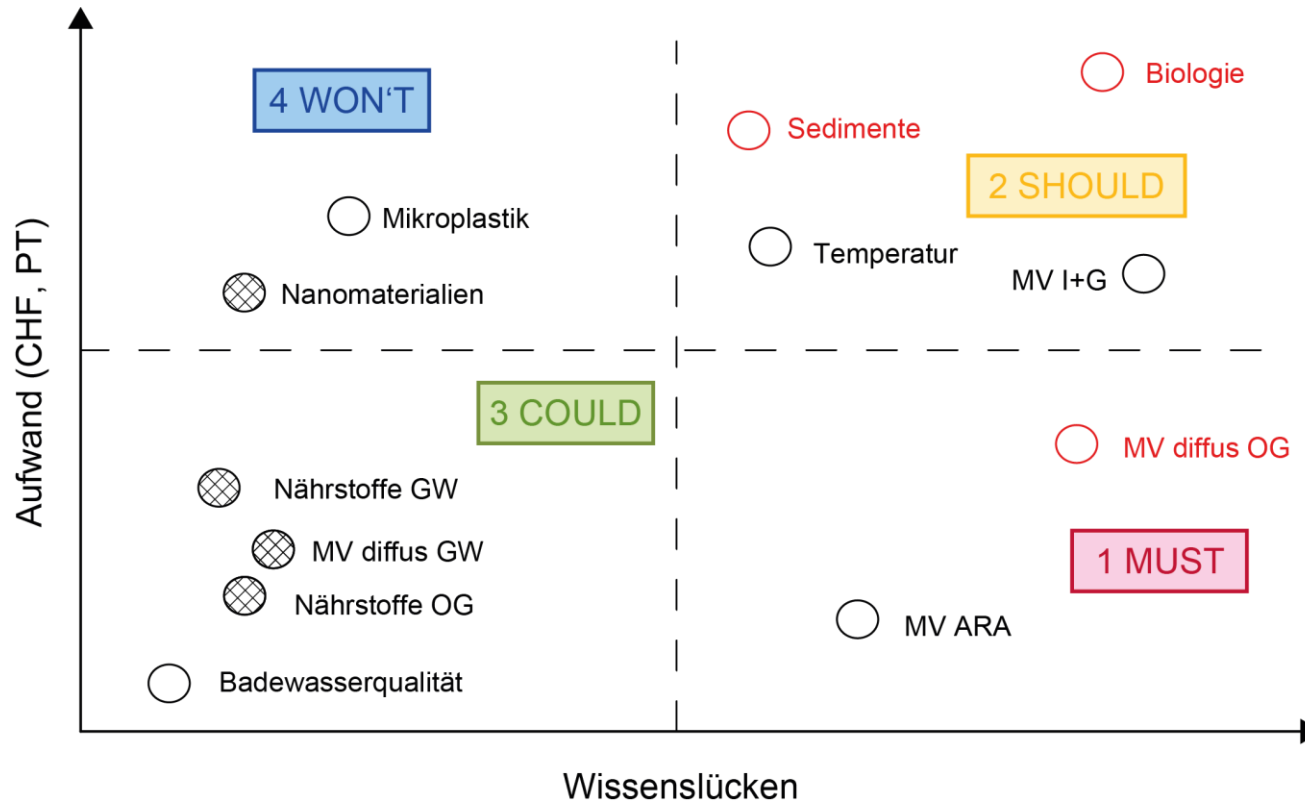 Biologie
4 WON'T
Sedimente
2 SHOULD
Mikroplastik
Temperatur
MV I+G
Nanomaterialien
Aufwand (CHF, PT)
3 COULD
MV diffus OG
Nährstoffe GW
MV diffus GW
1 MUST
Nährstoffe OG
MV ARA
Badewasserqualität
Wissenslücken